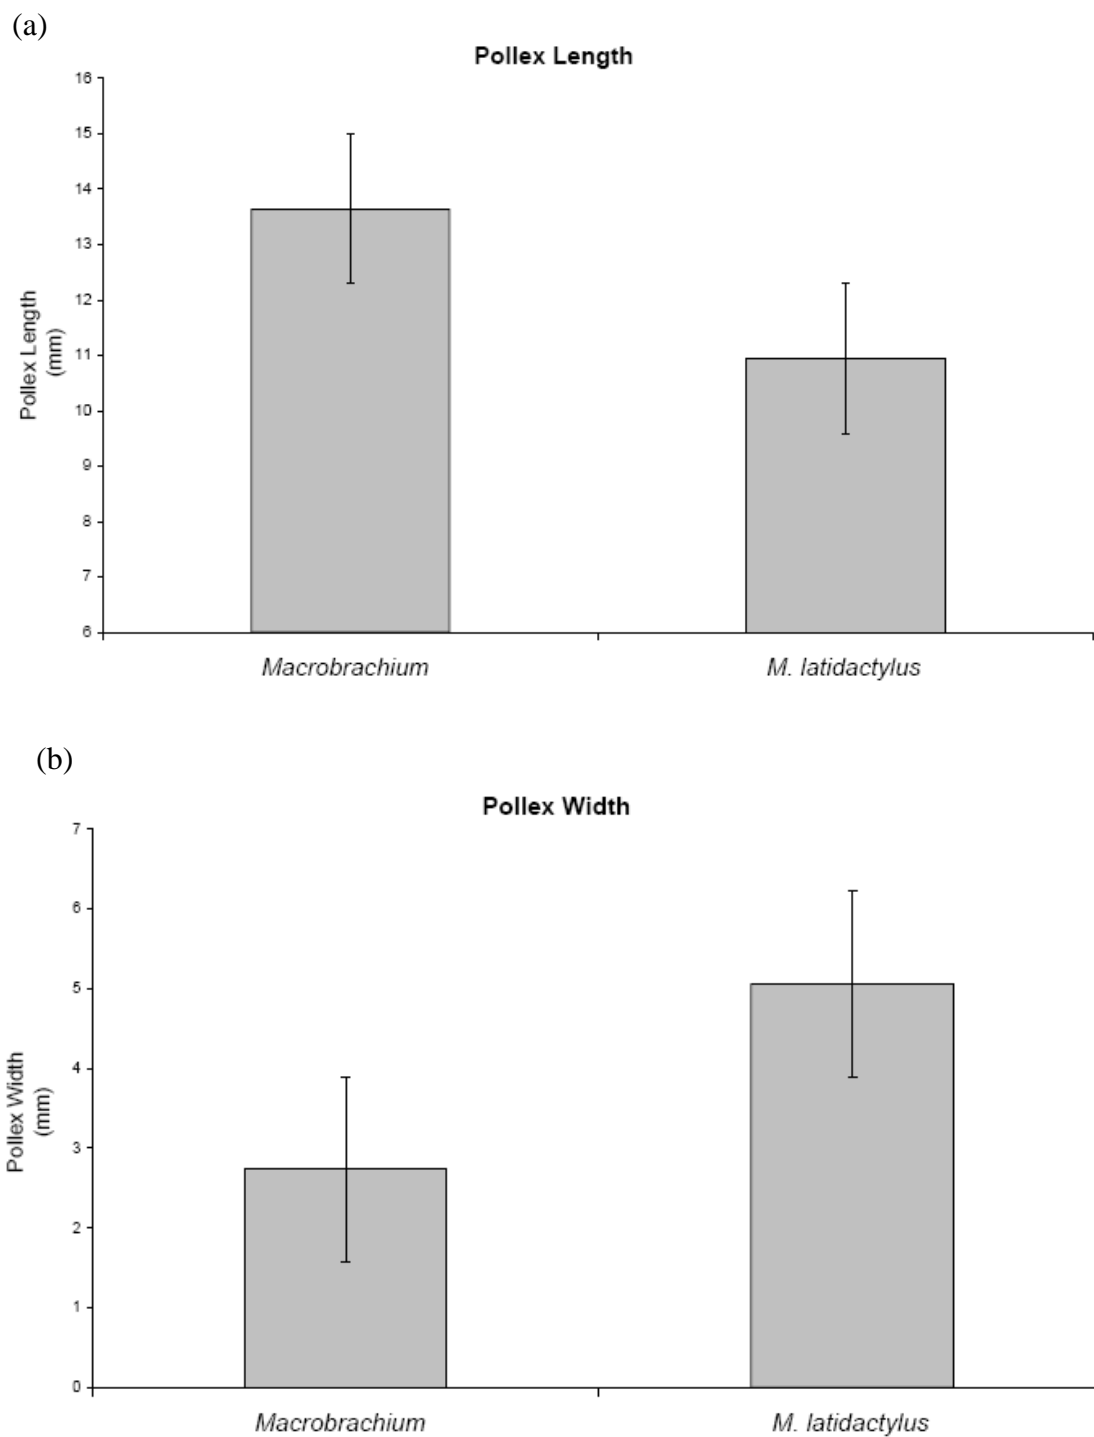 (a)
Pollex Length
16
15
14
13
12
11
10
9
8
7
6
Pollex Length
(mm)
Macrobrachium
M. latidactylus
(b)
Pollex Width
7
6
5
4
3
2
1
0
Pollex Width
(mm)
Macrobrachium
M. latidactylus